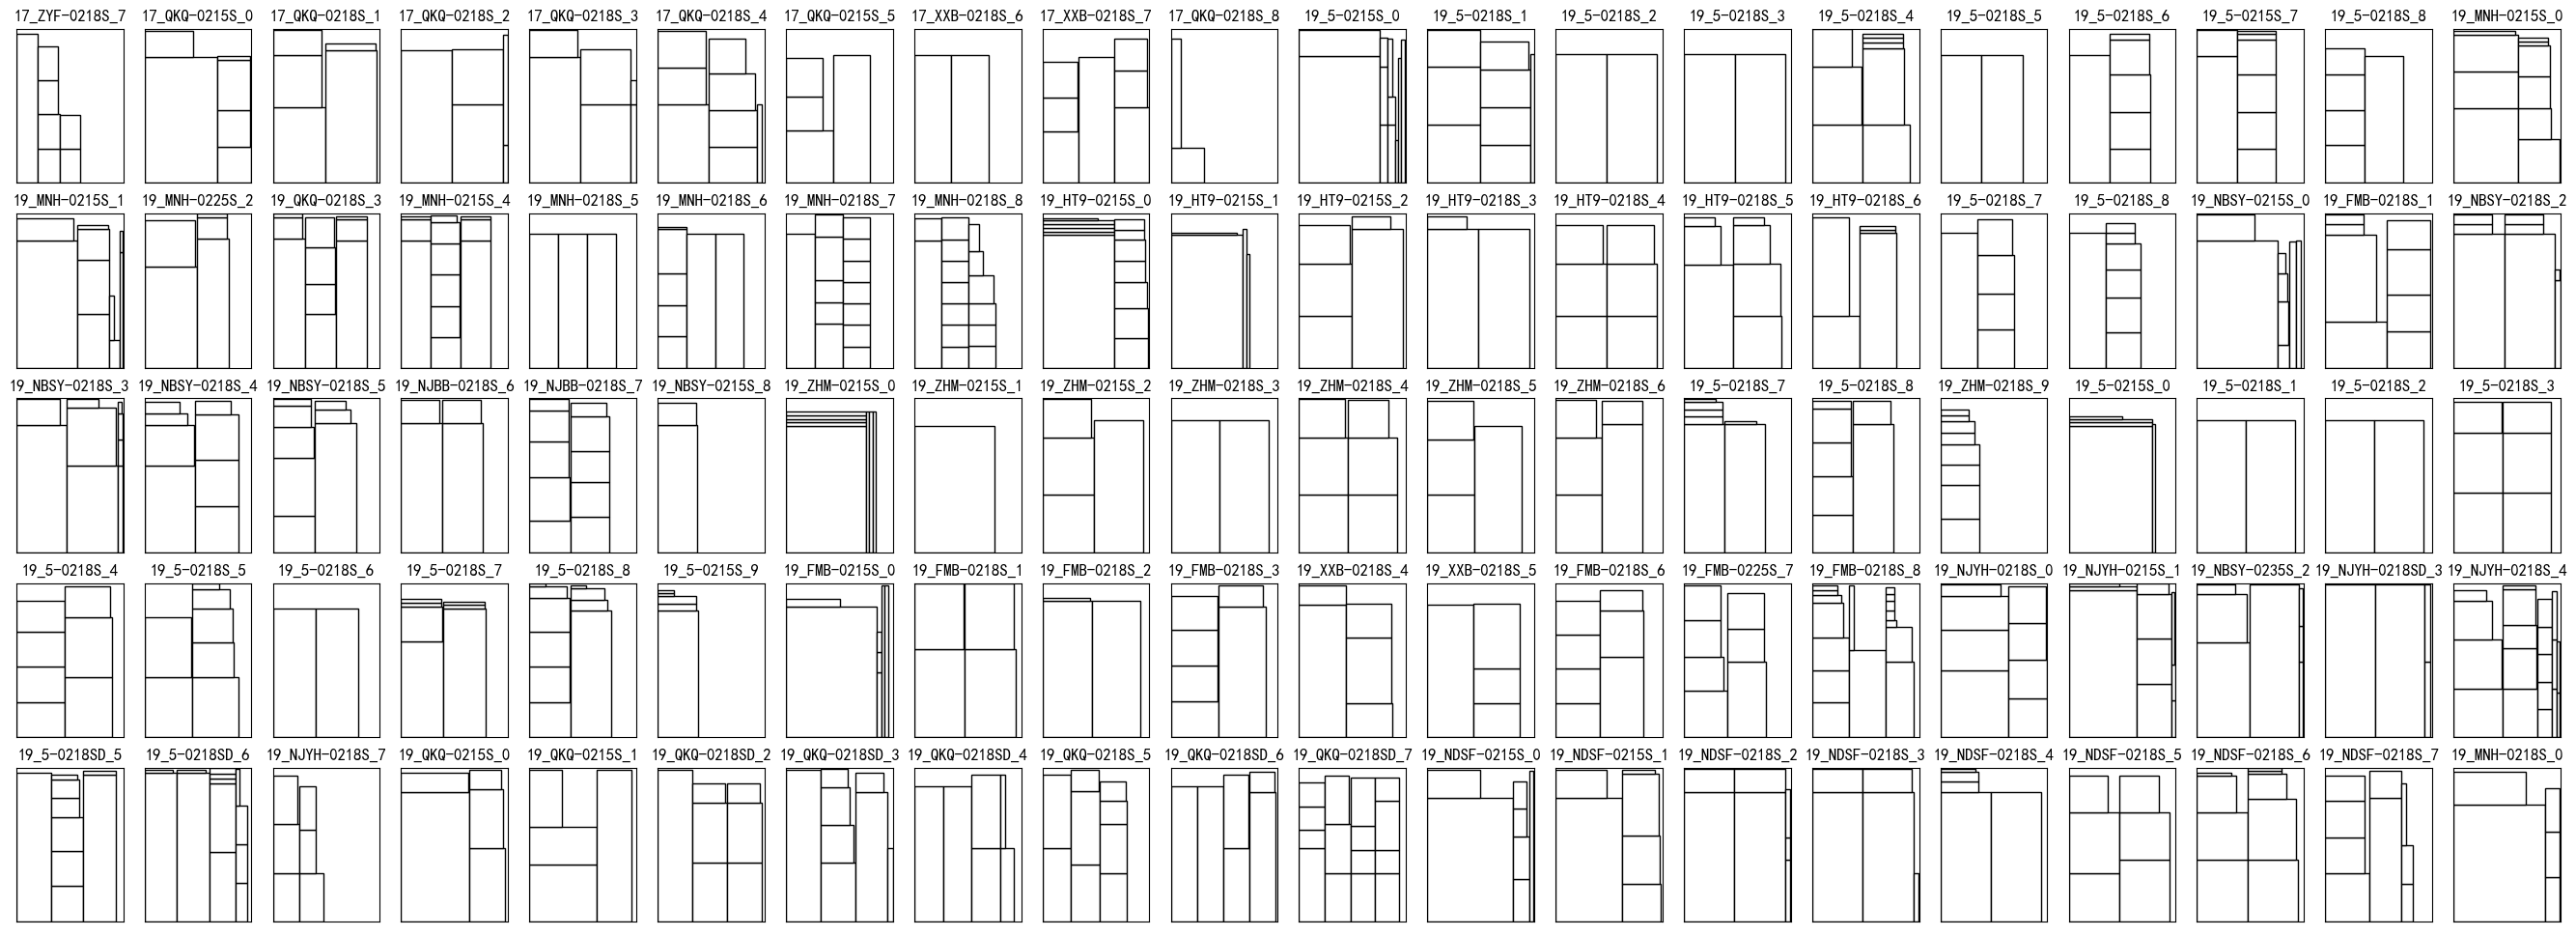 17_ZYF-0218S_7 17_QKQ-0215S_0 17_QKQ-0218S_1 17_QKQ-0218S_2 17_QKQ-0218S_3 17_QKQ-0218S_4 17_QKQ-0215S_5 17_XXB-0218S_6 17_XXB-0218S_7 17_QKQ-0218S_8 19_5-0215S_0 19_5-0218S_1 19_5-0218S_2 19_5-0218S_3 19_5-0218S_4 19_5-0218S_5 19_5-0218S_6 19_5-0215S_7 19_5-0218S_8 19_MNH-0215S_0
19_MNH-0215S_1 19_MNH-0225S_2 19_QKQ-0218S_3 19_MNH-0215S_4 19_MNH-0218S_5 19_MNH-0218S_6 19_MNH-0218S_7 19_MNH-0218S_8 19_HT9-0215S_0 19_HT9-0215S_1 19_HT9-0215S_2 19_HT9-0218S_3 19_HT9-0218S_4 19_HT9-0218S_5 19_HT9-0218S_6 19_5-0218S_7 19_5-0218S_8 19_NBSY-0215S_0 19_FMB-0218S_1 19_NBSY-0218S_2
19_NBSY-0218S_3 19_NBSY-0218S_4 19_NBSY-0218S_5 19_NJBB-0218S_6 19_NJBB-0218S_7 19_NBSY-0215S_8 19_ZHM-0215S_0 19_ZHM-0215S_1 19_ZHM-0215S_2 19_ZHM-0218S_3 19_ZHM-0218S_4 19_ZHM-0218S_5 19_ZHM-0218S_6 19_5-0218S_7 19_5-0218S_8 19_ZHM-0218S_9 19_5-0215S_0 19_5-0218S_1 19_5-0218S_2 19_5-0218S_3
19_5-0218S_4 19_5-0218S_5 19_5-0218S_6 19_5-0218S_7 19_5-0218S_8 19_5-0215S_9 19_FMB-0215S_0 19_FMB-0218S_1 19_FMB-0218S_2 19_FMB-0218S_3 19_XXB-0218S_4 19_XXB-0218S_5 19_FMB-0218S_6 19_FMB-0225S_7 19_FMB-0218S_8 19_NJYH-0218S_0 19_NJYH-0215S_1 19_NBSY-0235S_2 19_NJYH-0218SD_3 19_NJYH-0218S_4
19_5-0218SD_5 19_5-0218SD_6 19_NJYH-0218S_7 19_QKQ-0215S_0 19_QKQ-0215S_1 19_QKQ-0218SD_2 19_QKQ-0218SD_3 19_QKQ-0218SD_4 19_QKQ-0218S_5 19_QKQ-0218SD_6 19_QKQ-0218SD_7 19_NDSF-0215S_0 19_NDSF-0215S_1 19_NDSF-0218S_2 19_NDSF-0218S_3 19_NDSF-0218S_4 19_NDSF-0218S_5 19_NDSF-0218S_6 19_NDSF-0218S_7 19_MNH-0218S_0